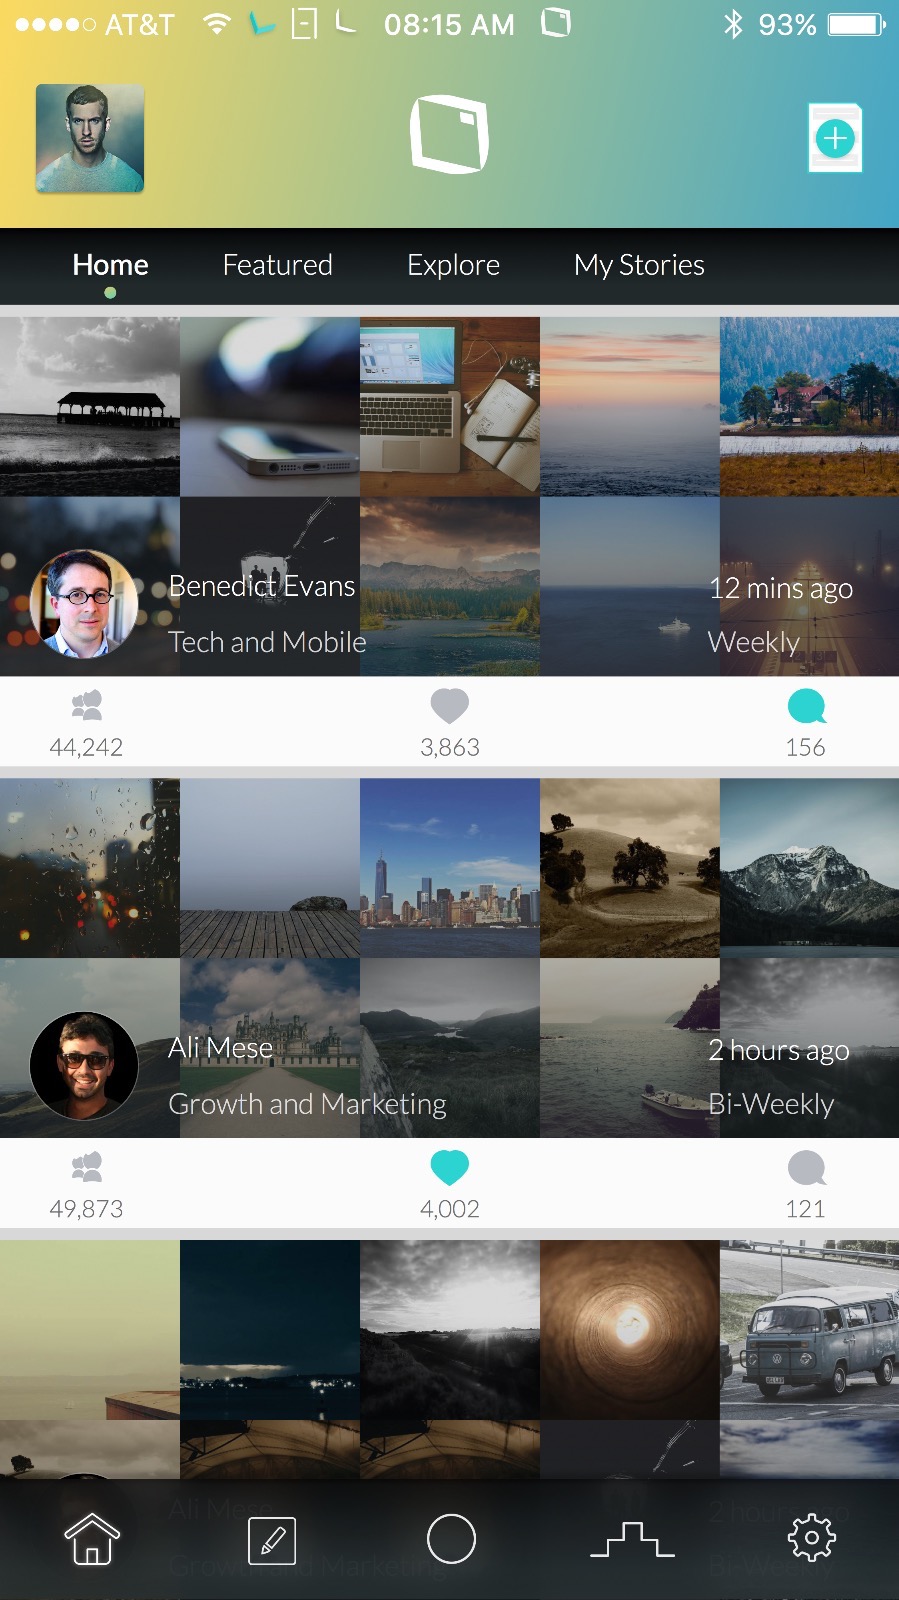 AT&T 08:15 AM 93%
Home Featured Explore My Stories
Benedict Evans 12 mins ago
Tech and Mobile Weekly
44,242 3,863 156
Ali Mese 2 hours ago
Growth and Marketing Bi-Weekly
49,873 4,002 121
Ali Mese 2 hours ago
Growth and Marketing Bi-Weekly